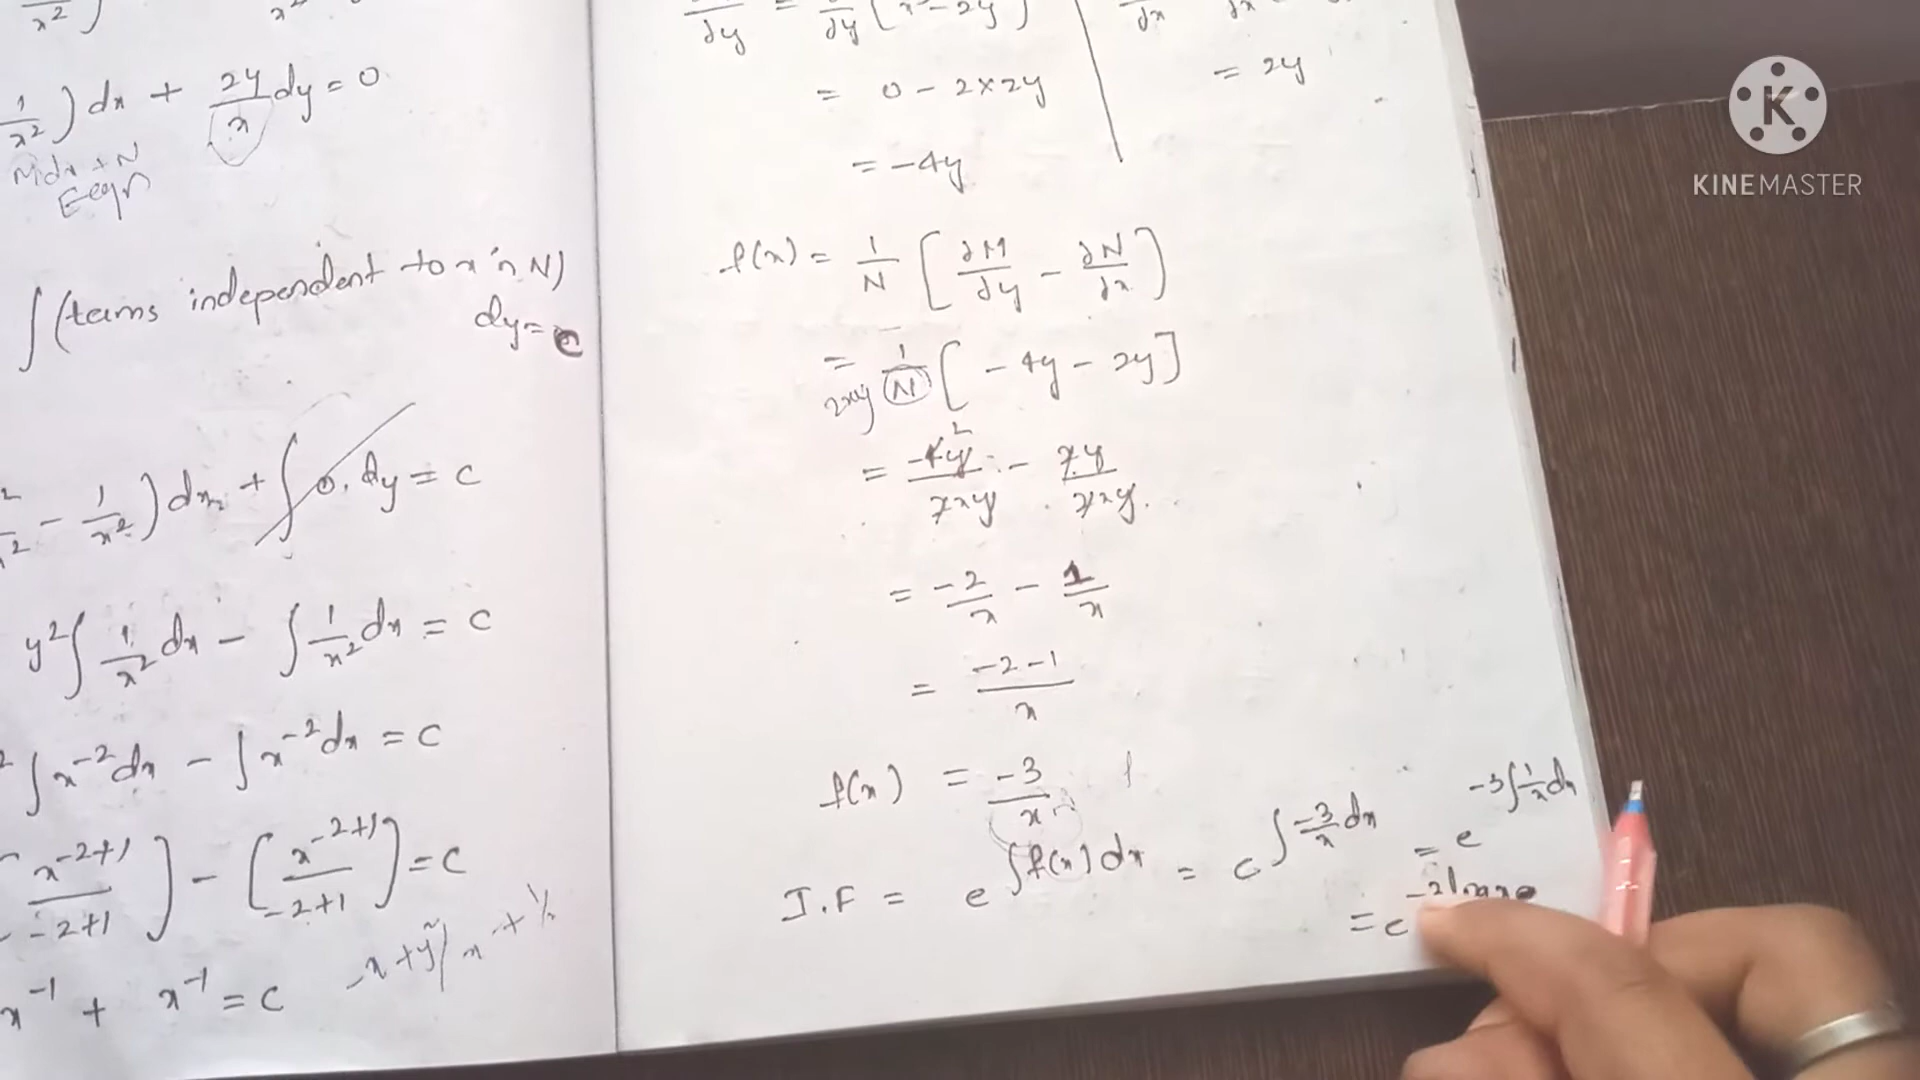 1/x²) dx + 2y/x dy = 0
Mdx + N
E eqn
∫(terms independent to x in N)
dy = c
- 1/x²) dx + ∫0. dy = c
y² ∫ 1/x² dx - ∫ 1/x² dx = c
∫x⁻² dx - ∫x⁻² dx = c
x⁻²⁺¹/-2+1 ] - [x⁻²⁺¹/-2+1] = c
x⁻¹ + x⁻¹ = c
= 0 - 2×2y
= 2y
= -4y
f(x) = 1/N [∂M/∂y - ∂N/∂x]
= 1/N [-4y - 2y]
2xy
= -4y/2xy - 2y/2xy
2
= -2/x - 1/x
= -2-1/x
f(x) = -3/x
I.F = e^∫f(x)dx = e^∫-3/x dx = e^-3∫1/x dx
= e
KINEMASTER